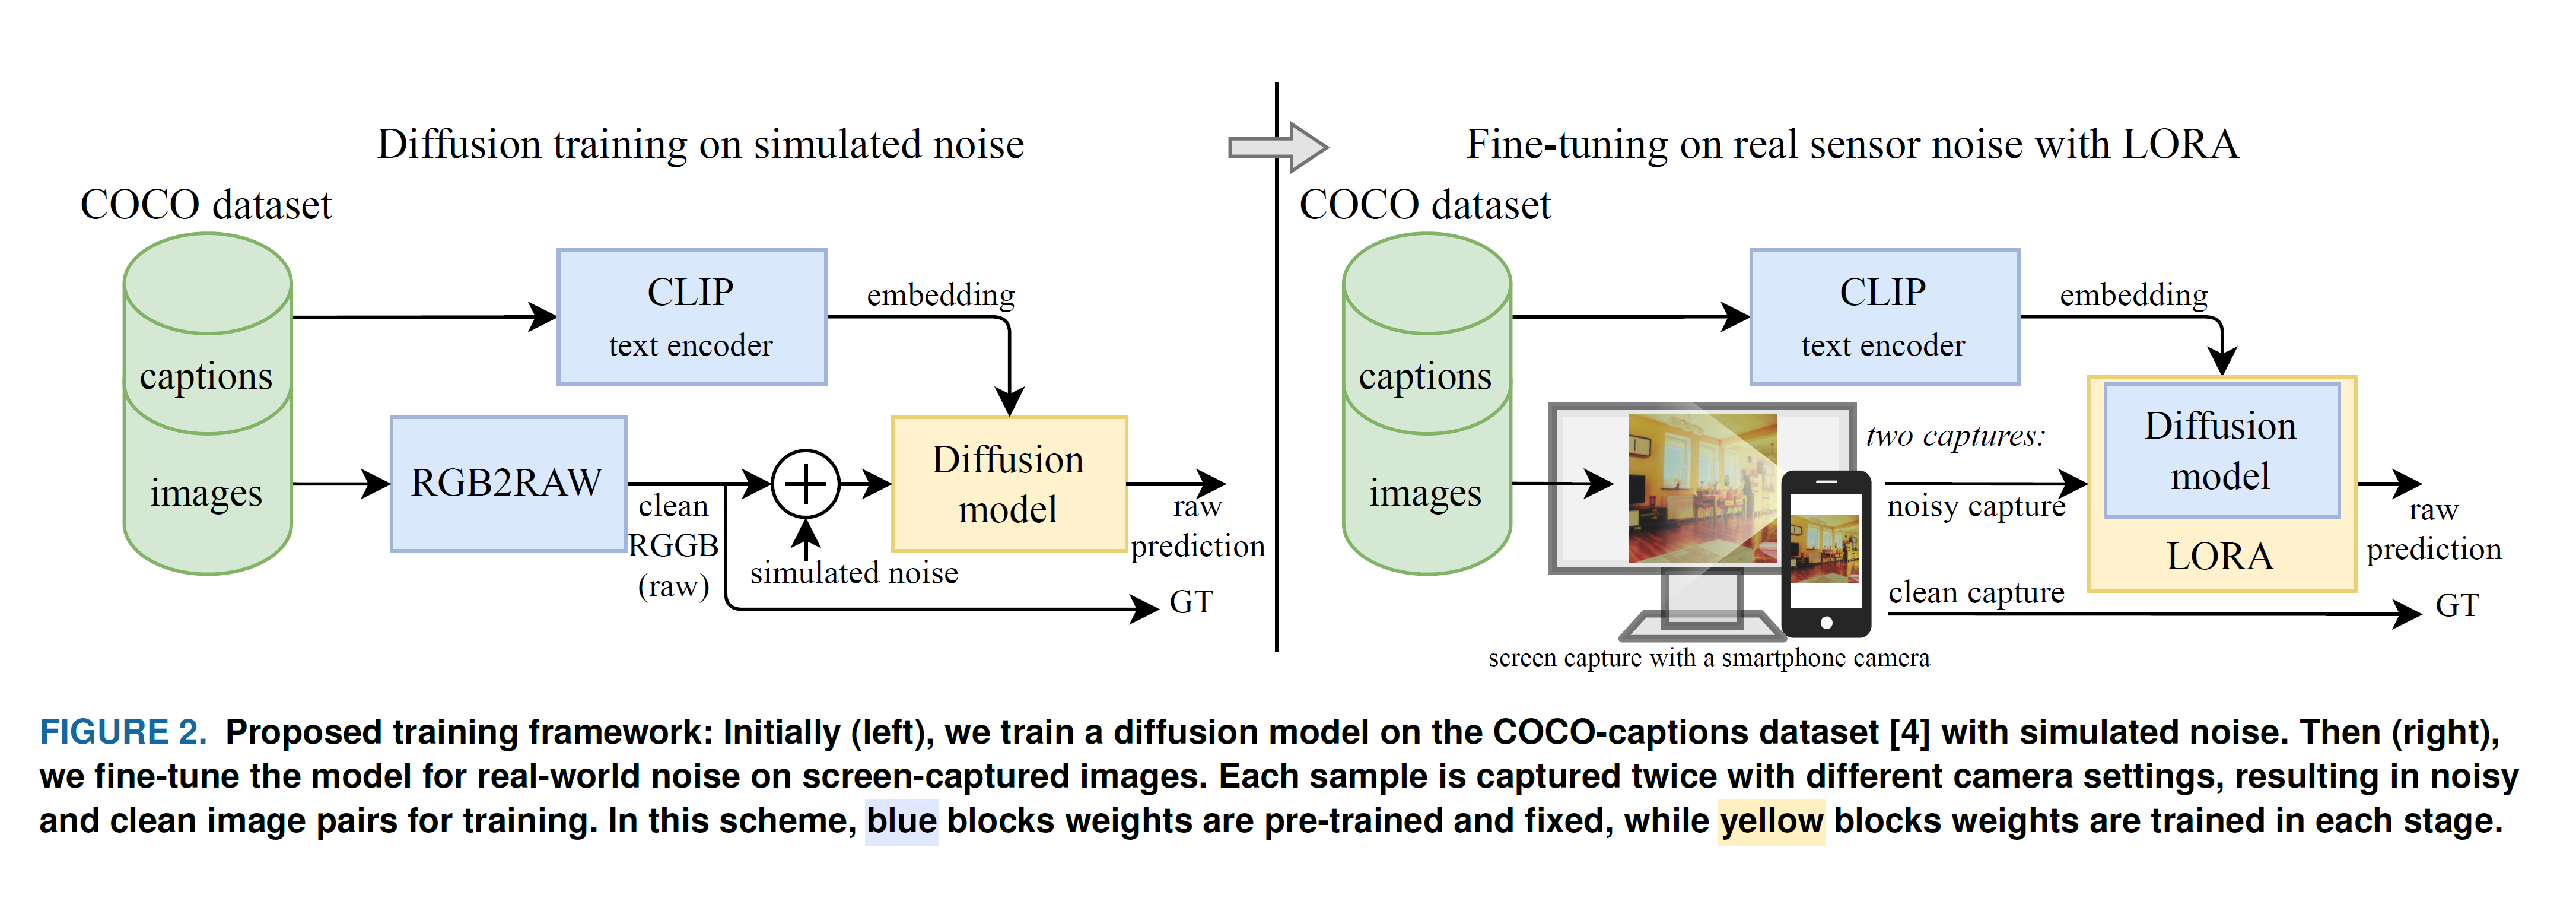 Diffusion training on simulated noise
COCO dataset
captions
images
CLIP
text encoder
embedding
RGB2RAW
clean
RGGB
(raw)
simulated noise
Diffusion
model
raw
prediction
GT
Fine-tuning on real sensor noise with LORA
COCO dataset
captions
images
CLIP
text encoder
embedding
two captures:
noisy capture
clean capture
Diffusion
model
LORA
raw
prediction
GT
screen capture with a smartphone camera
FIGURE 2. Proposed training framework: Initially (left), we train a diffusion model on the COCO-captions dataset [4] with simulated noise. Then (right),
we fine-tune the model for real-world noise on screen-captured images. Each sample is captured twice with different camera settings, resulting in noisy
and clean image pairs for training. In this scheme, blue blocks weights are pre-trained and fixed, while yellow blocks weights are trained in each stage.